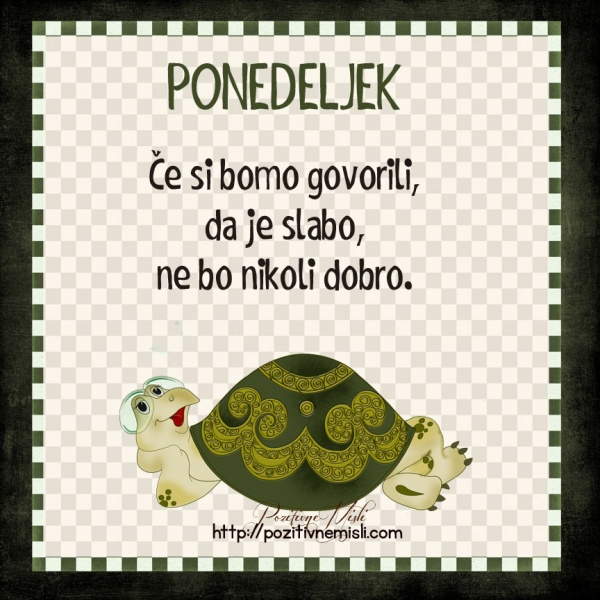 PONEDELJEK
Če si bomo govorili,
da je slabo,
ne bo nikoli dobro.
Pozitivne Misli
http://pozitivnemisli.com